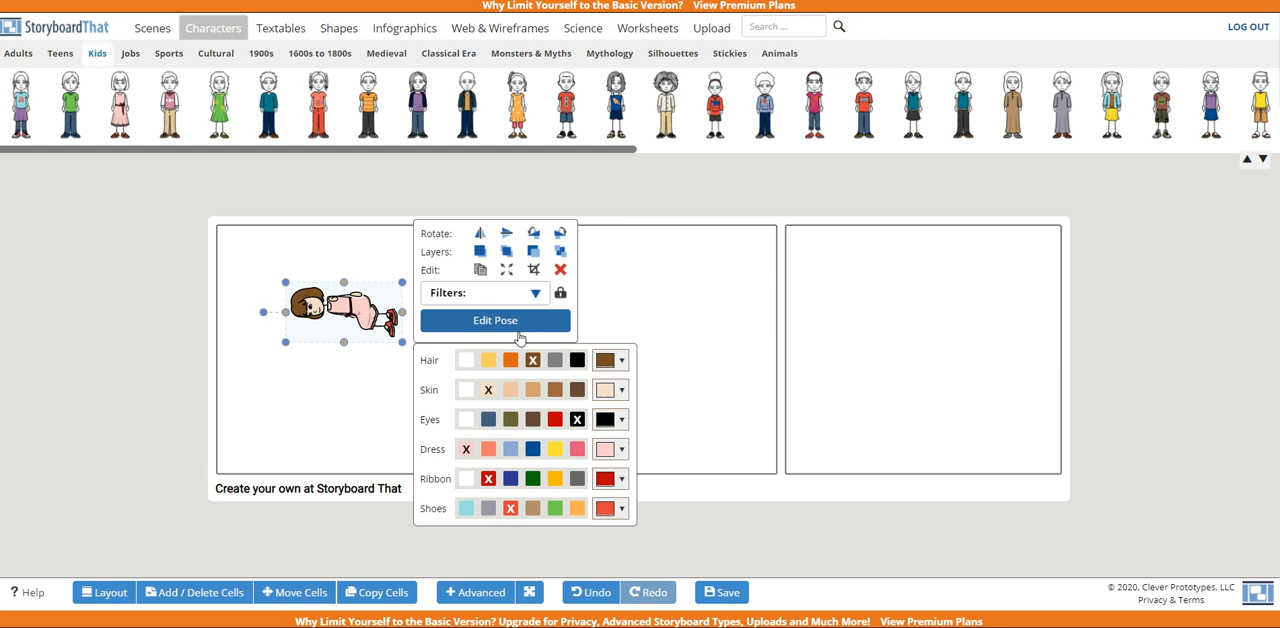 Why Limit Yourself to the Basic Version? View Premium Plans
StoryboardThat Scenes Characters Textables Shapes Infographics Web & Wireframes Science Worksheets Upload Search ... LOG OUT
Adults Teens Kids Jobs Sports Cultural 1900s 1600s to 1800s Medieval Classical Era Monsters & Myths Mythology Silhouettes Stickies Animals
Rotate:
Layers:
Edit:
Filters:
Edit Pose
Hair X
Skin X
Eyes X
Dress X
Ribbon X
Shoes X
Create your own at Storyboard That
? Help Layout Add / Delete Cells Move Cells Copy Cells Advanced Undo Redo Save
© 2020, Clever Prototypes, LLC
Privacy & Terms
Why Limit Yourself to the Basic Version? Upgrade for Privacy, Advanced Storyboard Types, Uploads and Much More! View Premium Plans